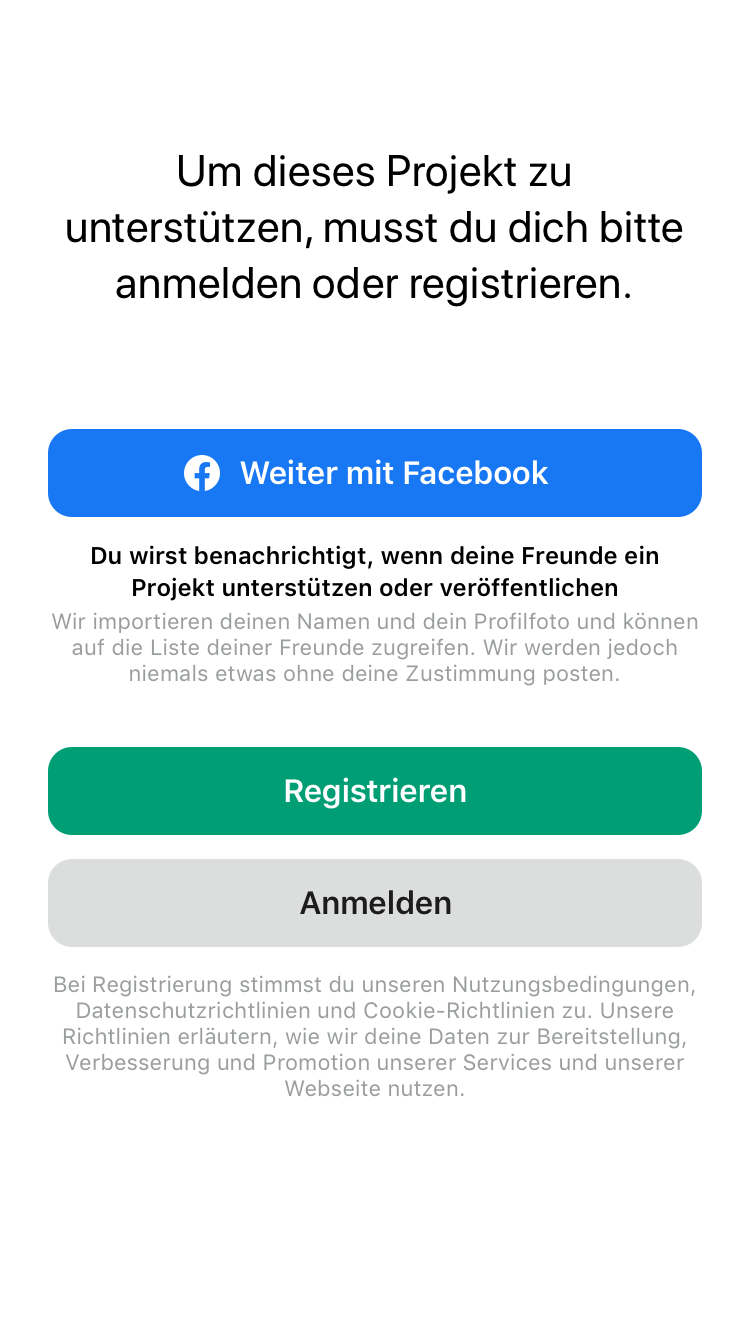 Um dieses Projekt zu
unterstützen, musst du dich bitte
anmelden oder registrieren.
Weiter mit Facebook
Du wirst benachrichtigt, wenn deine Freunde ein
Projekt unterstützen oder veröffentlichen
Wir importieren deinen Namen und dein Profilfoto und können
auf die Liste deiner Freunde zugreifen. Wir werden jedoch
niemals etwas ohne deine Zustimmung posten.
Registrieren
Anmelden
Bei Registrierung stimmst du unseren Nutzungsbedingungen,
Datenschutzrichtlinien und Cookie-Richtlinien zu. Unsere
Richtlinien erläutern, wie wir deine Daten zur Bereitstellung,
Verbesserung und Promotion unserer Services und unserer
Webseite nutzen.